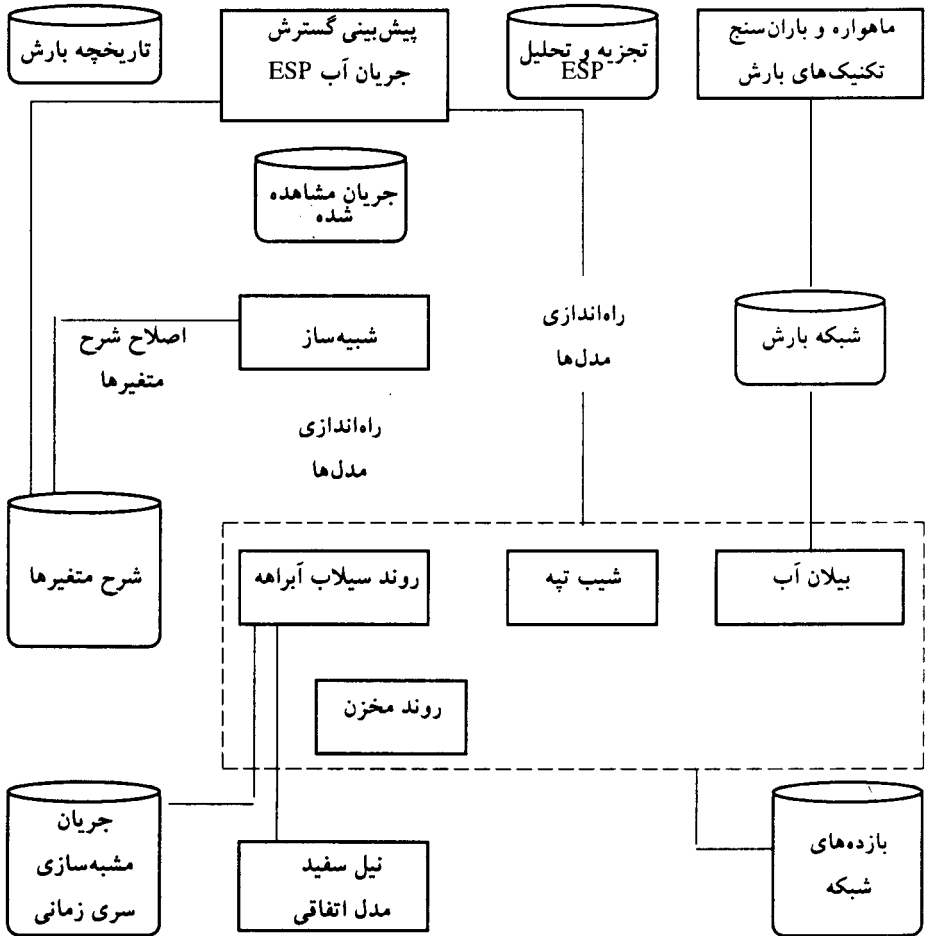 ماهواره و باران‌سنج
تکنیک‌های بارش
تجزیه و تحلیل
ESP
پیش‌بینی گسترش
جریان آب ESP
تاریخچه بارش
جریان مشاهده
شده
شبکه بارش
راه‌اندازی
مدل‌ها
شبیه‌ساز
اصلاح شرح
متفیرها
راه‌اندازی
مدل‌ها
شرح متفیرها
بیلان آب
شیب تپه
روند سیلاب آبراهه
روند مخزن
بازده‌های
شبکه
نیل سفید
مدل اتفاقی
جریان
مشبه‌سازی
سری زمانی